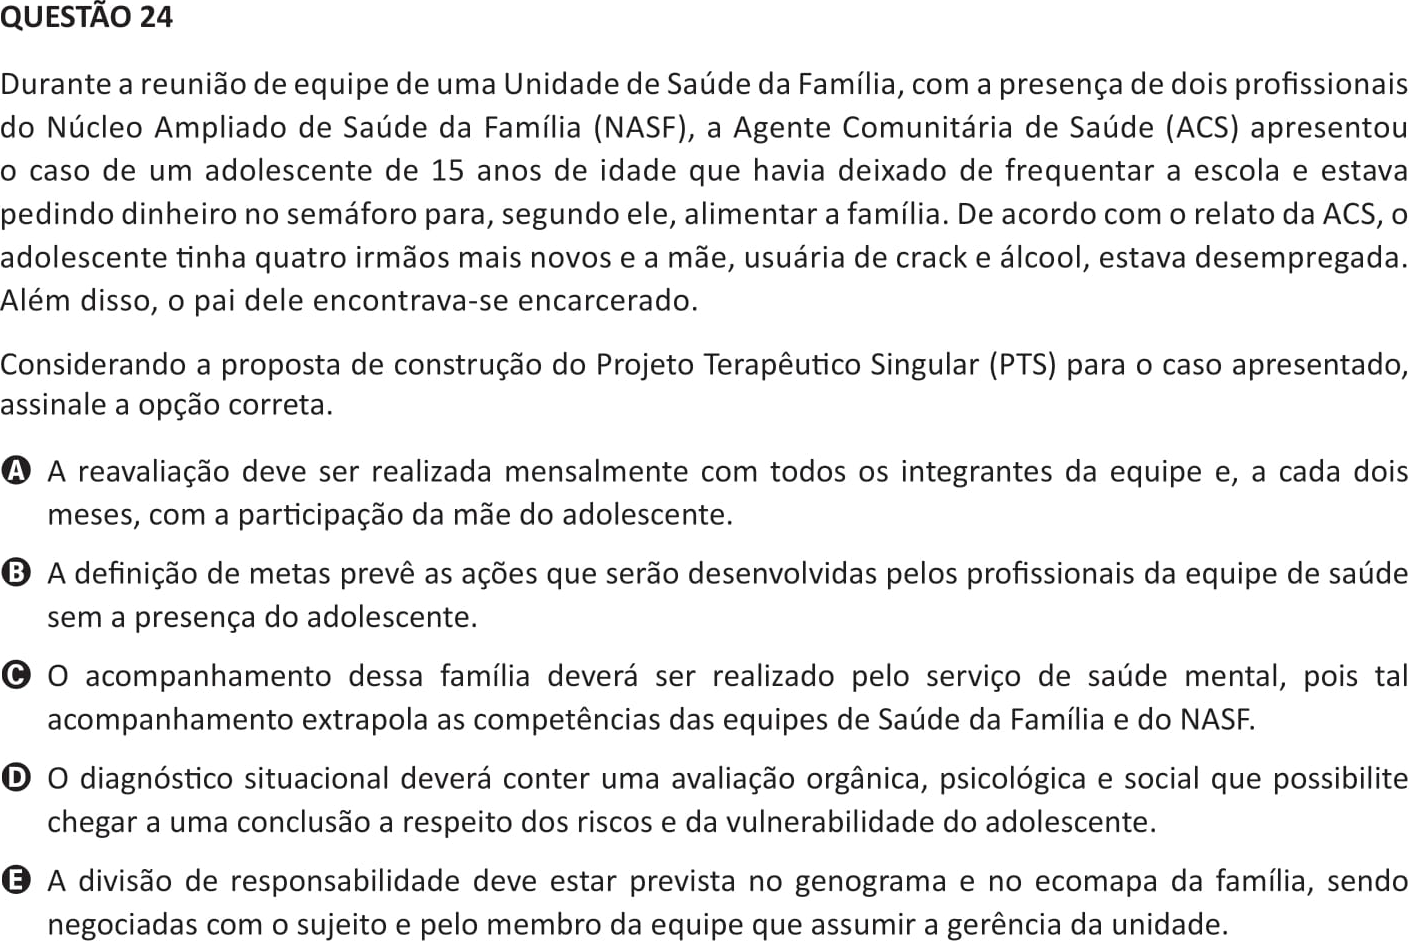 QUESTÃO 24
Durante a reunião de equipe de uma Unidade de Saúde da Família, com a presença de dois profissionais
do Núcleo Ampliado de Saúde da Família (NASF), a Agente Comunitária de Saúde (ACS) apresentou
o caso de um adolescente de 15 anos de idade que havia deixado de frequentar a escola e estava
pedindo dinheiro no semáforo para, segundo ele, alimentar a família. De acordo com o relato da ACS, o
adolescente tinha quatro irmãos mais novos e a mãe, usuária de crack e álcool, estava desempregada.
Além disso, o pai dele encontrava-se encarcerado.
Considerando a proposta de construção do Projeto Terapêutico Singular (PTS) para o caso apresentado,
assinale a opção correta.
A A reavaliação deve ser realizada mensalmente com todos os integrantes da equipe e, a cada dois
meses, com a participação da mãe do adolescente.
B A definição de metas prevê as ações que serão desenvolvidas pelos profissionais da equipe de saúde
sem a presença do adolescente.
C O acompanhamento dessa família deverá ser realizado pelo serviço de saúde mental, pois tal
acompanhamento extrapola as competências das equipes de Saúde da Família e do NASF.
D O diagnóstico situacional deverá conter uma avaliação orgânica, psicológica e social que possibilite
chegar a uma conclusão a respeito dos riscos e da vulnerabilidade do adolescente.
E A divisão de responsabilidade deve estar prevista no genograma e no ecomapa da família, sendo
negociadas com o sujeito e pelo membro da equipe que assumir a gerência da unidade.